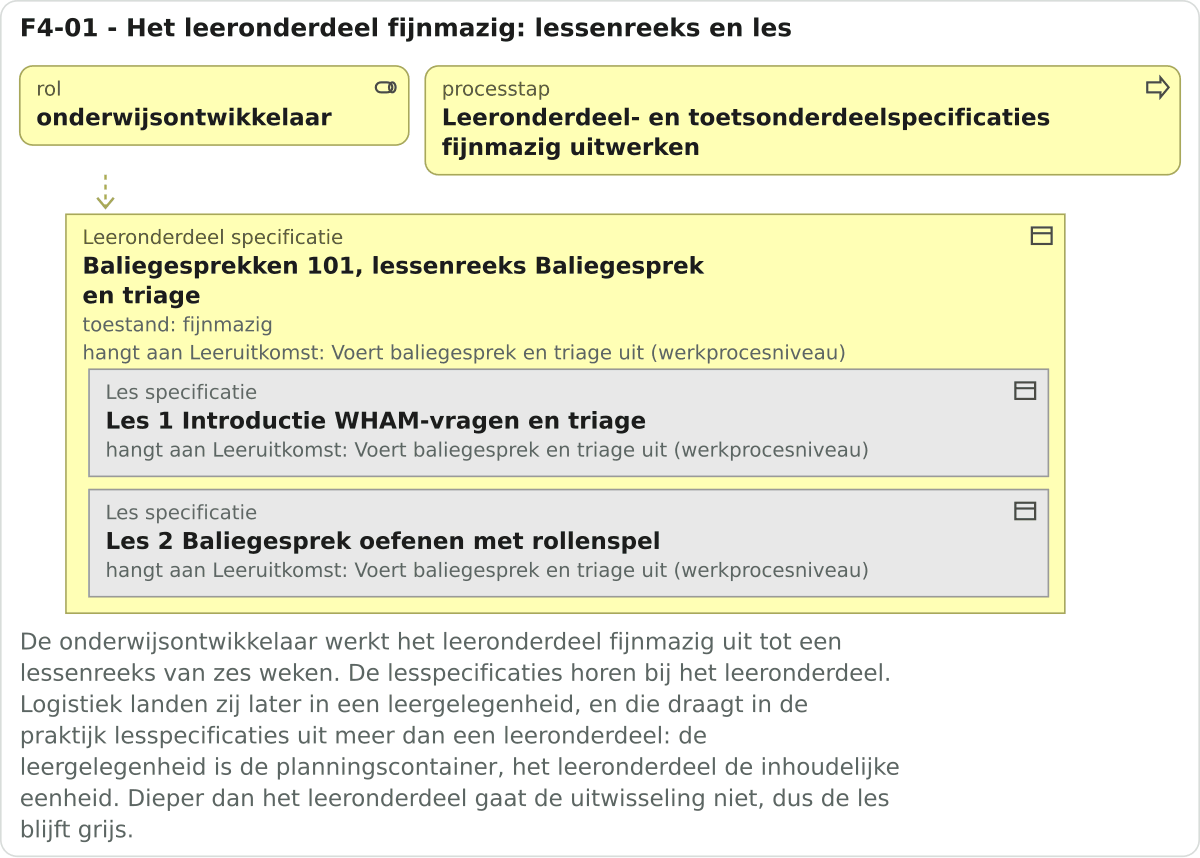 F4-01 - Het leeronderdeel fijnmazig: lessenreeks en les
rol
onderwijsontwikkelaar
processtap
Leeronderdeel- en toetsonderdeelspecificaties
fijnmazig uitwerken
Leeronderdeel specificatie
Baliegesprekken 101, lessenreeks Baliegesprek
en triage
toestand: fijnmazig
hangt aan Leeruitkomst: Voert baliegesprek en triage uit (werkprocesniveau)
Les specificatie
Les 1 Introductie WHAM-vragen en triage
hangt aan Leeruitkomst: Voert baliegesprek en triage uit (werkprocesniveau)
Les specificatie
Les 2 Baliegesprek oefenen met rollenspel
hangt aan Leeruitkomst: Voert baliegesprek en triage uit (werkprocesniveau)
De onderwijsontwikkelaar werkt het leeronderdeel fijnmazig uit tot een
lessenreeks van zes weken. De lesspecificaties horen bij het leeronderdeel.
Logistiek landen zij later in een leergelegenheid, en die draagt in de
praktijk lesspecificaties uit meer dan een leeronderdeel: de
leergelegenheid is de planningscontainer, het leeronderdeel de inhoudelijke
eenheid. Dieper dan het leeronderdeel gaat de uitwisseling niet, dus de les
blijft grijs.